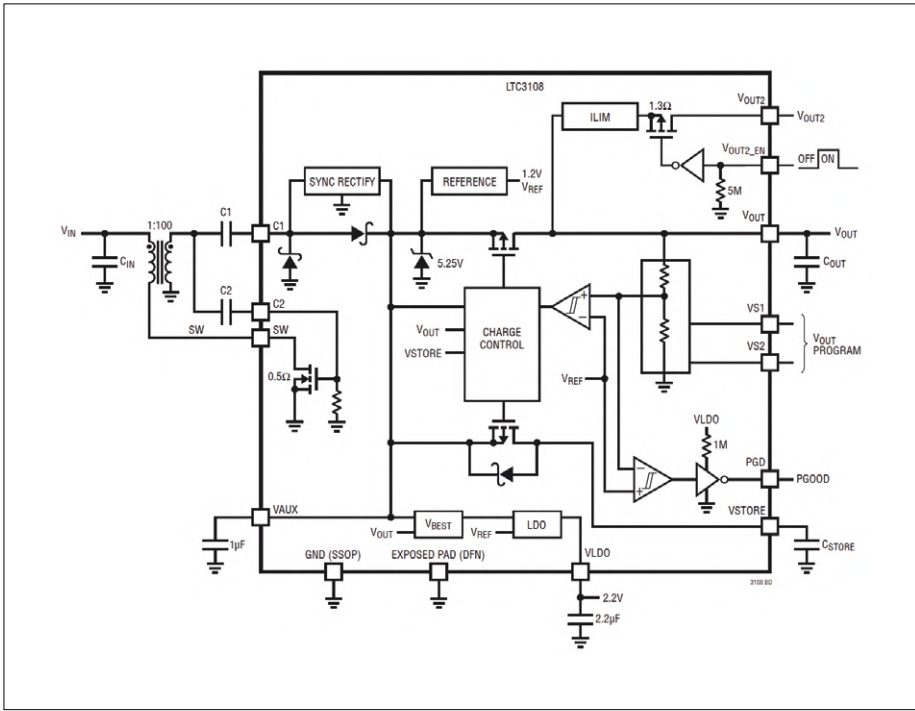 LTC3108
ILIM
1.3Ω
VOUT2
VOUT2
VOUT2_EN
OFF ON
5M
SYNC RECTIFY
REFERENCE
1.2V
VREF
VOUT
VOUT
C1
C1
1:100
VIN
CIN
5.25V
COUT
C2
C2
SW
SW
0.5Ω
CHARGE
CONTROL
VOUT
VSTORE
VREF
VS1
VS2
VOUT
PROGRAM
VLDO
1M
PGD
PGOOD
VSTORE
CSTORE
VAUX
1µF
VOUT
VBEST
VREF
LDO
GND (SSOP)
EXPOSED PAD (DFN)
VLDO
3108 BD
2.2V
2.2µF